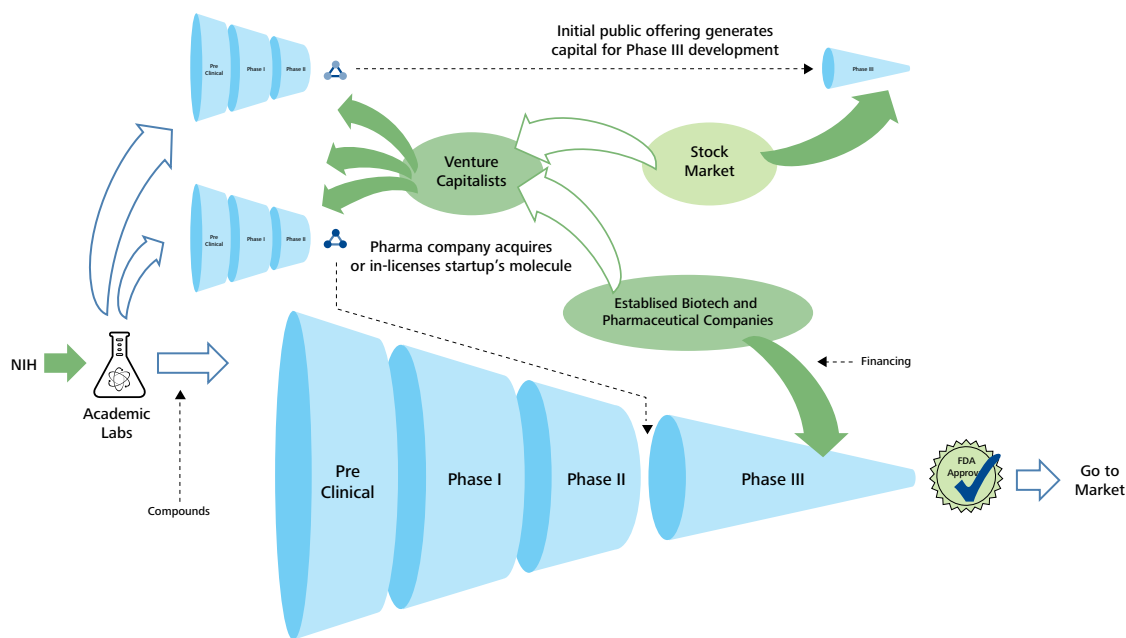 Initial public offering generates
capital for Phase III development
Pre
Clinical
Phase I
Phase II
Phase III
Venture
Capitalists
Stock
Market
Pre
Clinical
Phase I
Phase II
Pharma company acquires
or in-licenses startup’s molecule
Establised Biotech and
Pharmaceutical Companies
NIH
Academic
Labs
Financing
Compounds
Pre
Clinical
Phase I
Phase II
Phase III
FDA
Go to
Market